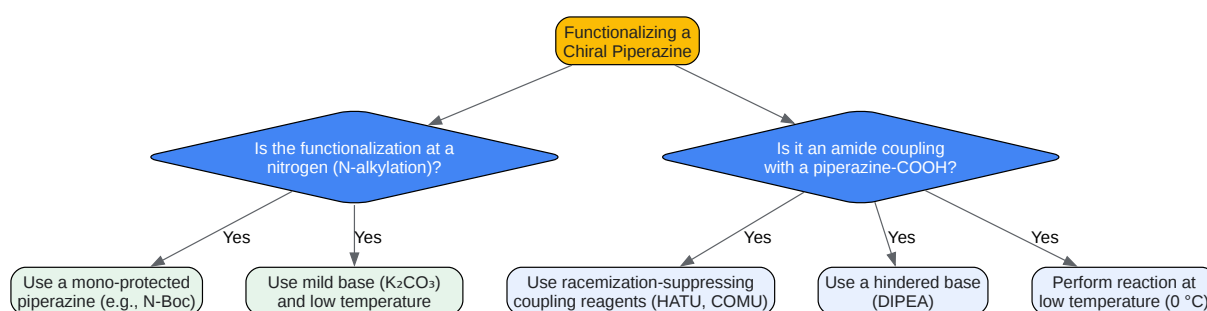 Functionalizing a
Chiral Piperazine
Is the functionalization at a
nitrogen (N-alkylation)?
Is it an amide coupling
with a piperazine-COOH?
Yes
Yes
Yes
Yes
Yes
Use a mono-protected
piperazine (e.g., N-Boc)
Use mild base (K₂CO₃)
and low temperature
Use racemization-suppressing
coupling reagents (HATU, COMU)
Use a hindered base
(DIPEA)
Perform reaction at
low temperature (0 °C)